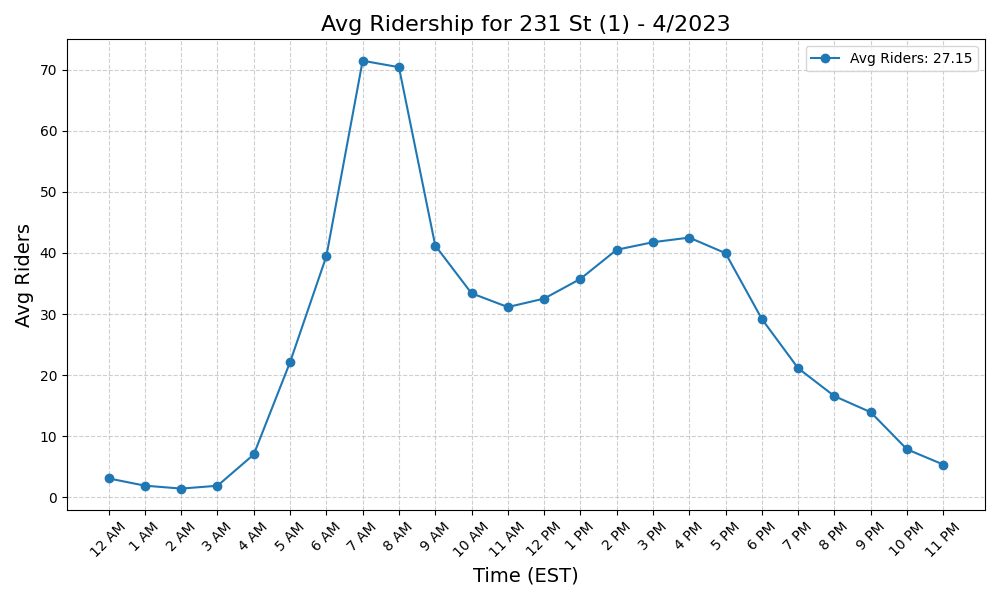 Avg Ridership for 231 St (1) - 4/2023
Avg Riders: 27.15
Avg Riders
70
60
50
40
30
20
10
0
12 AM
1 AM
2 AM
3 AM
4 AM
5 AM
6 AM
7 AM
8 AM
9 AM
10 AM
11 AM
12 PM
1 PM
2 PM
3 PM
4 PM
5 PM
6 PM
7 PM
8 PM
9 PM
10 PM
11 PM
Time (EST)